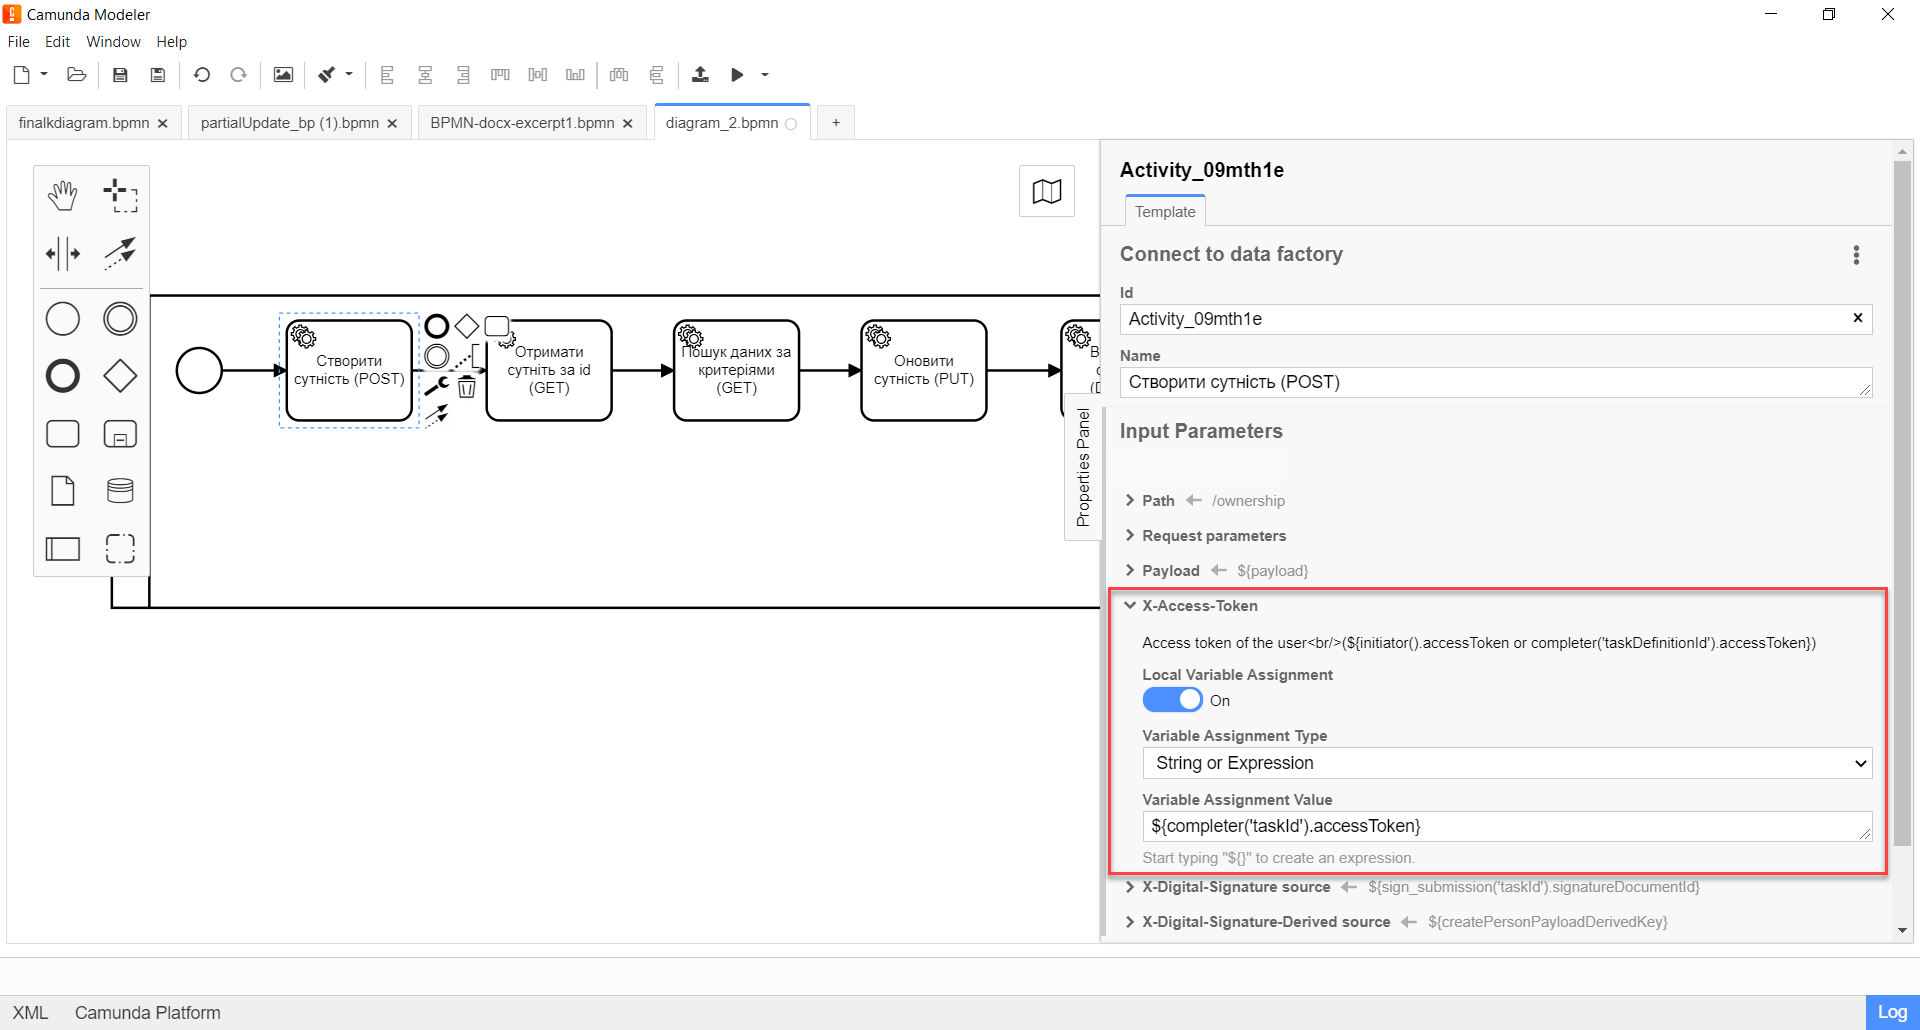 Camunda Modeler
File Edit Window Help
finalkdiagram.bpmn
partialUpdate_bp (1).bpmn
BPMN-docx-excerpt1.bpmn
diagram_2.bpmn
+
Створити
сутність (POST)
Отримати
сутніть за id
(GET)
Пошук даних за
критеріями
(GET)
Оновити
сутність (PUT)
Properties Panel
Activity_09mth1e
Template
Connect to data factory
Id
Activity_09mth1e
Name
Створити сутність (POST)
Input Parameters
Path /ownership
Request parameters
Payload ${payload}
X-Access-Token
Access token of the user<br/>(${initiator().accessToken or completer('taskDefinitionId').accessToken})
Local Variable Assignment
On
Variable Assignment Type
String or Expression
Variable Assignment Value
${completer('taskId').accessToken}
Start typing "${}" to create an expression.
X-Digital-Signature source ${sign_submission('taskId').signatureDocumentId}
X-Digital-Signature-Derived source ${createPersonPayloadDerivedKey}
XML Camunda Platform
Log